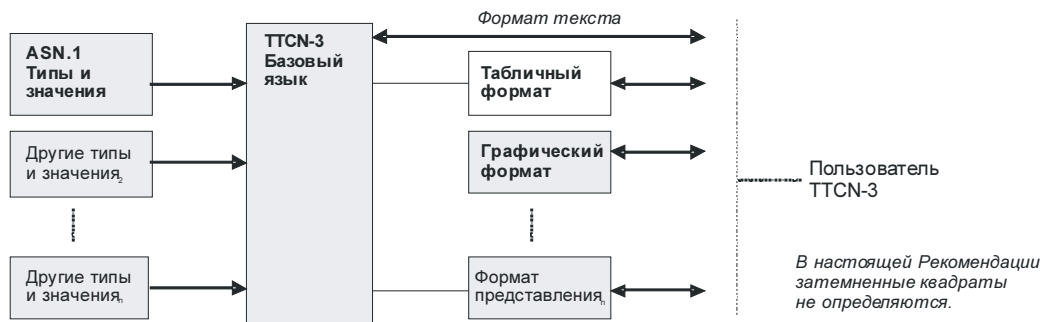 Формат текста
ASN.1
Типы и
значения
TTCN-3
Базовый
язык
Табличный
формат
Другие типы
и значения₂
Графический
формат
Пользователь
TTCN-3
Другие типы
и значенияₙ
Формат
представленияₙ
В настоящей Рекомендации
затемненные квадраты
не определяются.